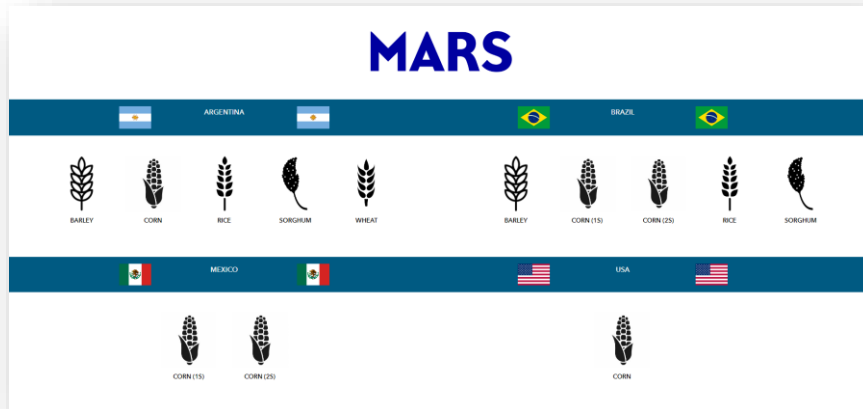 MARS
ARGENTINA
BRAZIL
BARLEY CORN RICE SORGHUM WHEAT
BARLEY CORN (1S) CORN (2S) RICE SORGHUM
MEXICO
USA
CORN (1S) CORN (2S)
CORN